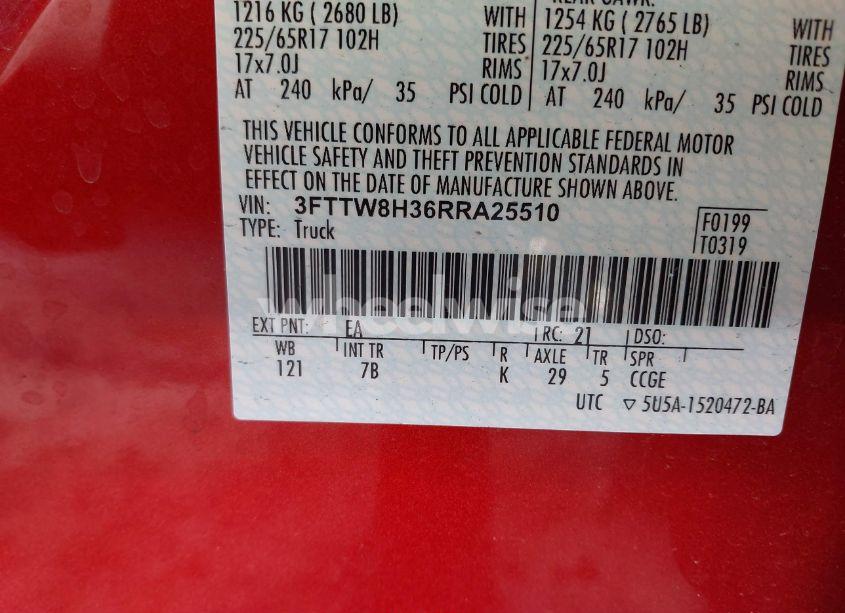 1216 KG ( 2680 LB) WITH 1254 KG ( 2765 LB) WITH
225/65R17 102H TIRES 225/65R17 102H TIRES
17x7.0J RIMS 17x7.0J RIMS
AT 240 kPa/ 35 PSI COLD AT 240 kPa/ 35 PSI COLD
THIS VEHICLE CONFORMS TO ALL APPLICABLE FEDERAL MOTOR
VEHICLE SAFETY AND THEFT PREVENTION STANDARDS IN
EFFECT ON THE DATE OF MANUFACTURE SHOWN ABOVE.
VIN: 3FTTW8H36RRA25510
TYPE: Truck
F0199
T0319
wheelwise
EXT PNT: EA RC: 21 DSO:
WB INT TR TP/PS R AXLE TR SPR
121 7B K 29 5 CCGE
UTC ▽ 5U5A-1520472-BA